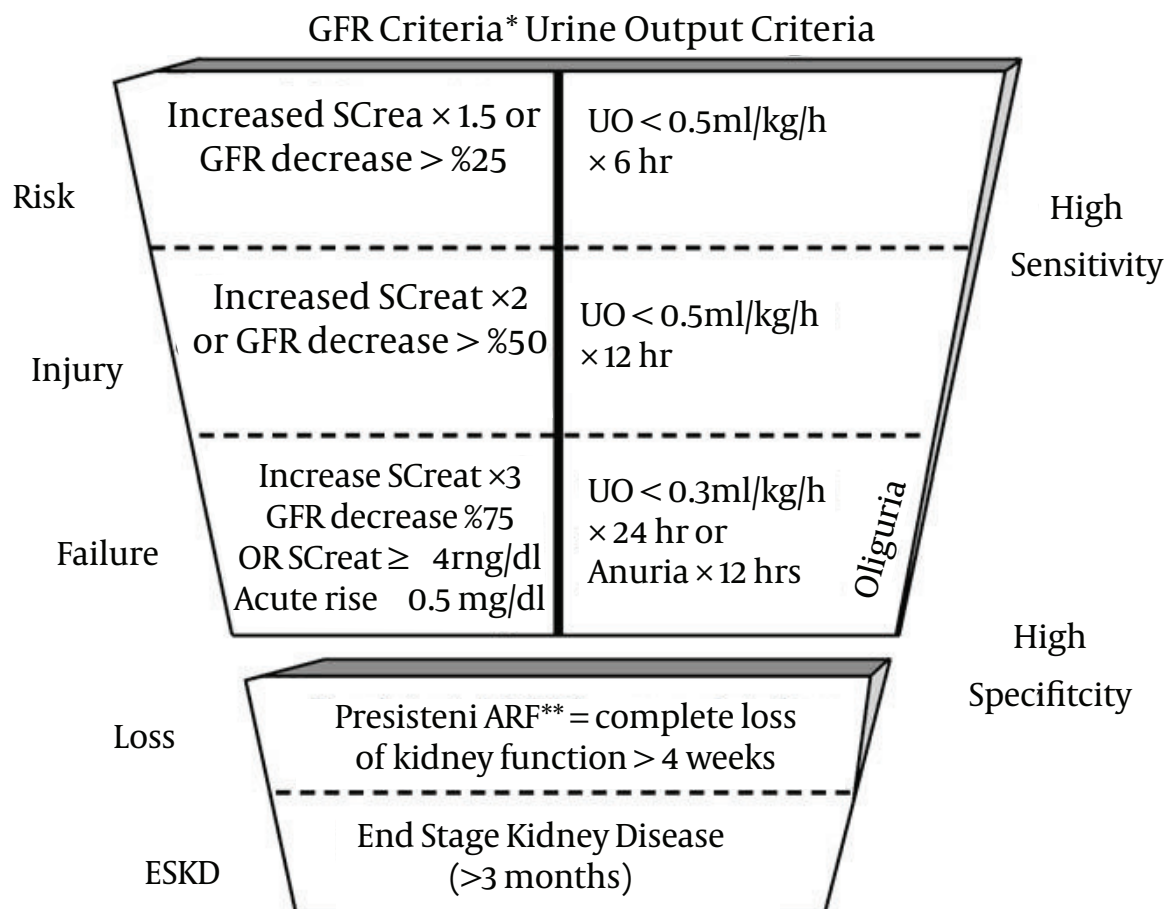 GFR Criteria* Urine Output Criteria
Risk
Increased SCrea × 1.5 or
GFR decrease > %25
UO < 0.5ml/kg/h
× 6 hr
High
Sensitivity
Injury
Increased SCreat ×2
or GFR decrease > %50
UO < 0.5ml/kg/h
× 12 hr
Failure
Increase SCreat ×3
GFR decrease %75
OR SCreat ≥ 4rng/dl
Acute rise 0.5 mg/dl
UO < 0.3ml/kg/h
× 24 hr or
Anuria × 12 hrs
Oliguria
High
Specifitcity
Loss
Presisteni ARF** = complete loss
of kidney function > 4 weeks
ESKD
End Stage Kidney Disease
(>3 months)